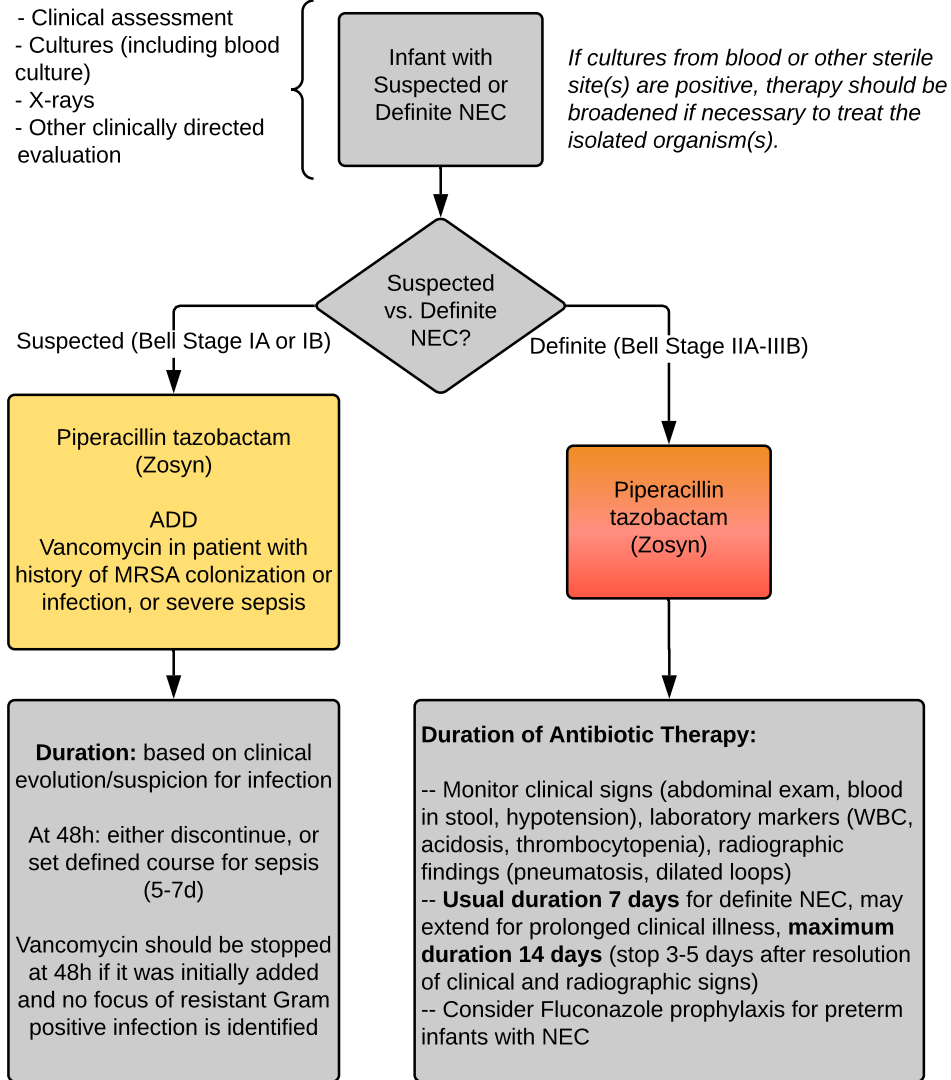 - Clinical assessment
- Cultures (including blood
culture)
- X-rays
- Other clinically directed
evaluation
Infant with
Suspected or
Definite NEC
If cultures from blood or other sterile
site(s) are positive, therapy should be
broadened if necessary to treat the
isolated organism(s).
Suspected
vs. Definite
NEC?
Suspected (Bell Stage IA or IB)
Definite (Bell Stage IIA-IIIB)
Piperacillin tazobactam
(Zosyn)
ADD
Vancomycin in patient with
history of MRSA colonization or
infection, or severe sepsis
Piperacillin
tazobactam
(Zosyn)
Duration: based on clinical
evolution/suspicion for infection
At 48h: either discontinue, or
set defined course for sepsis
(5-7d)
Vancomycin should be stopped
at 48h if it was initially added
and no focus of resistant Gram
positive infection is identified
Duration of Antibiotic Therapy:
-- Monitor clinical signs (abdominal exam, blood
in stool, hypotension), laboratory markers (WBC,
acidosis, thrombocytopenia), radiographic
findings (pneumatosis, dilated loops)
-- Usual duration 7 days for definite NEC, may
extend for prolonged clinical illness, maximum
duration 14 days (stop 3-5 days after resolution
of clinical and radiographic signs)
-- Consider Fluconazole prophylaxis for preterm
infants with NEC